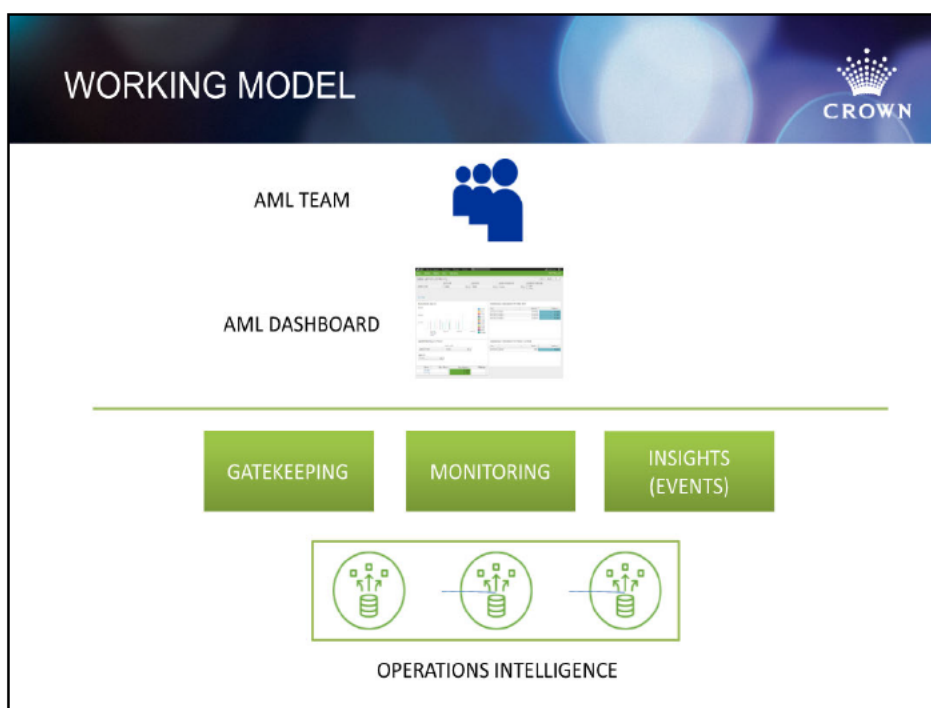 WORKING MODEL
CROWN
AML TEAM
AML DASHBOARD
GATEKEEPING
MONITORING
INSIGHTS
(EVENTS)
OPERATIONS INTELLIGENCE